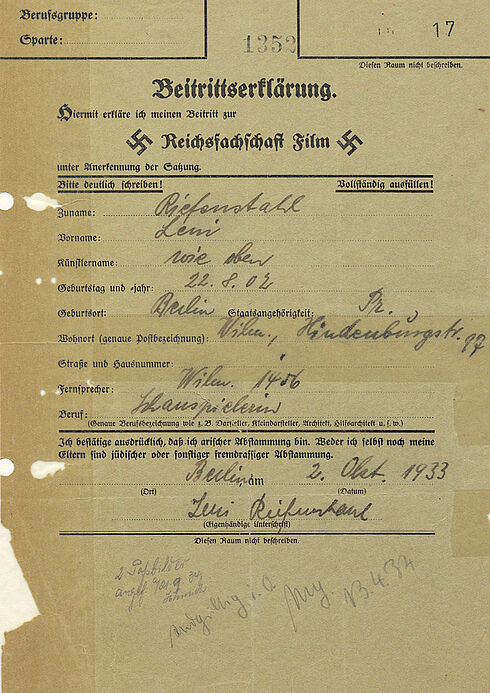 Berufsgruppe:
Sparte:
1352
17
Diesen Raum nicht beschreiben.
Beitrittserklärung.
Hiermit erkläre ich meinen Beitritt zur
Reichsfachschaft Film
unter Anerkennung der Satzung.
Bitte deutlich schreiben! Vollständig ausfüllen!
Zuname: Riefenstahl
Vorname: Leni
Künstlername: wie oben
Geburtstag und =jahr: 22. 8. 02
Geburtsort: Berlin Staatsangehörigkeit: Pr.
Wohnort (genaue Postbezeichnung): Wilm., Hindenburgstr. 97
Straße und Hausnummer:
Fernsprecher: Wilm. 1456
Beruf: Schauspielerin
(Genaue Berufsbezeichnung wie z. B. Darsteller, Kleindarsteller, Architekt, Hilfsarchitekt u. s. w.)
Ich bestätige ausdrücklich, daß ich arischer Abstammung bin. Weder ich selbst noch meine
Eltern sind jüdischer oder sonstiger fremdrassiger Abstammung.
Berlin, am 2. Okt. 1933
(Ort) (Datum)
Leni Riefenstahl
(Eigenhändige Unterschrift)
Diesen Raum nicht beschreiben.
2 Paßbilder